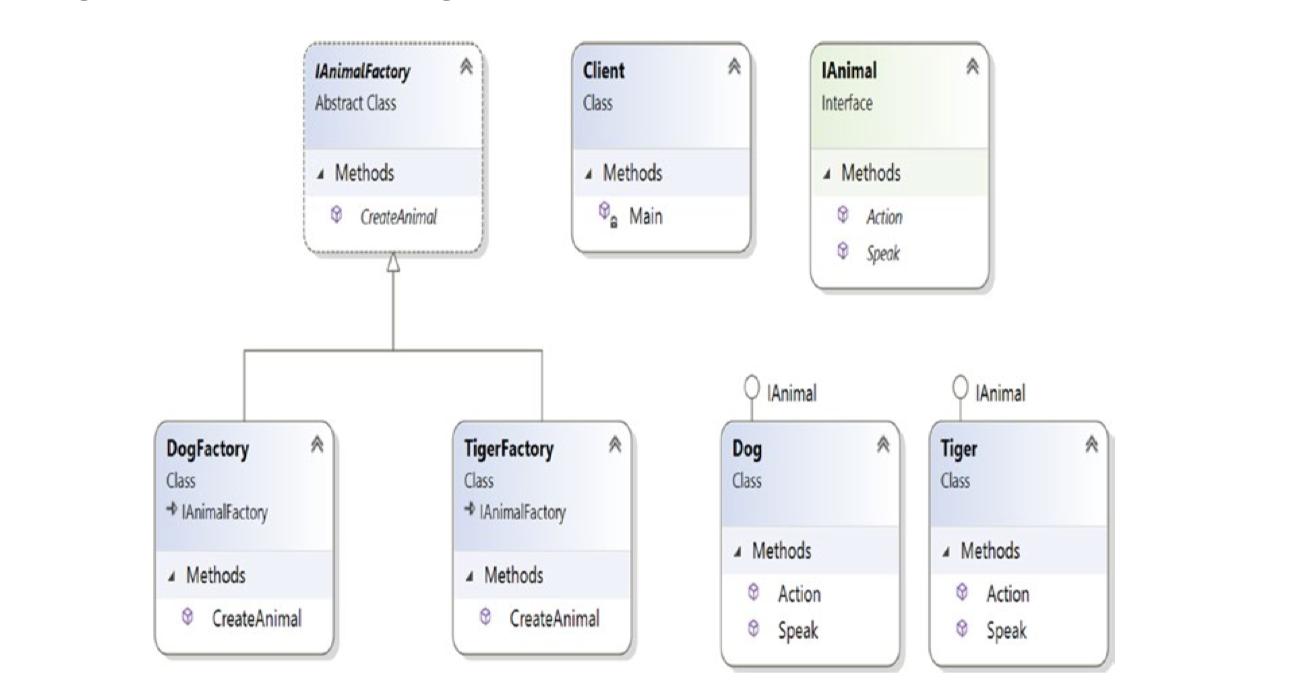 IAnimalFactory
Abstract Class
Methods
CreateAnimal
Client
Class
Methods
Main
IAnimal
Interface
Methods
Action
Speak
DogFactory
Class
IAnimalFactory
Methods
CreateAnimal
TigerFactory
Class
IAnimalFactory
Methods
CreateAnimal
IAnimal
Dog
Class
Methods
Action
Speak
IAnimal
Tiger
Class
Methods
Action
Speak